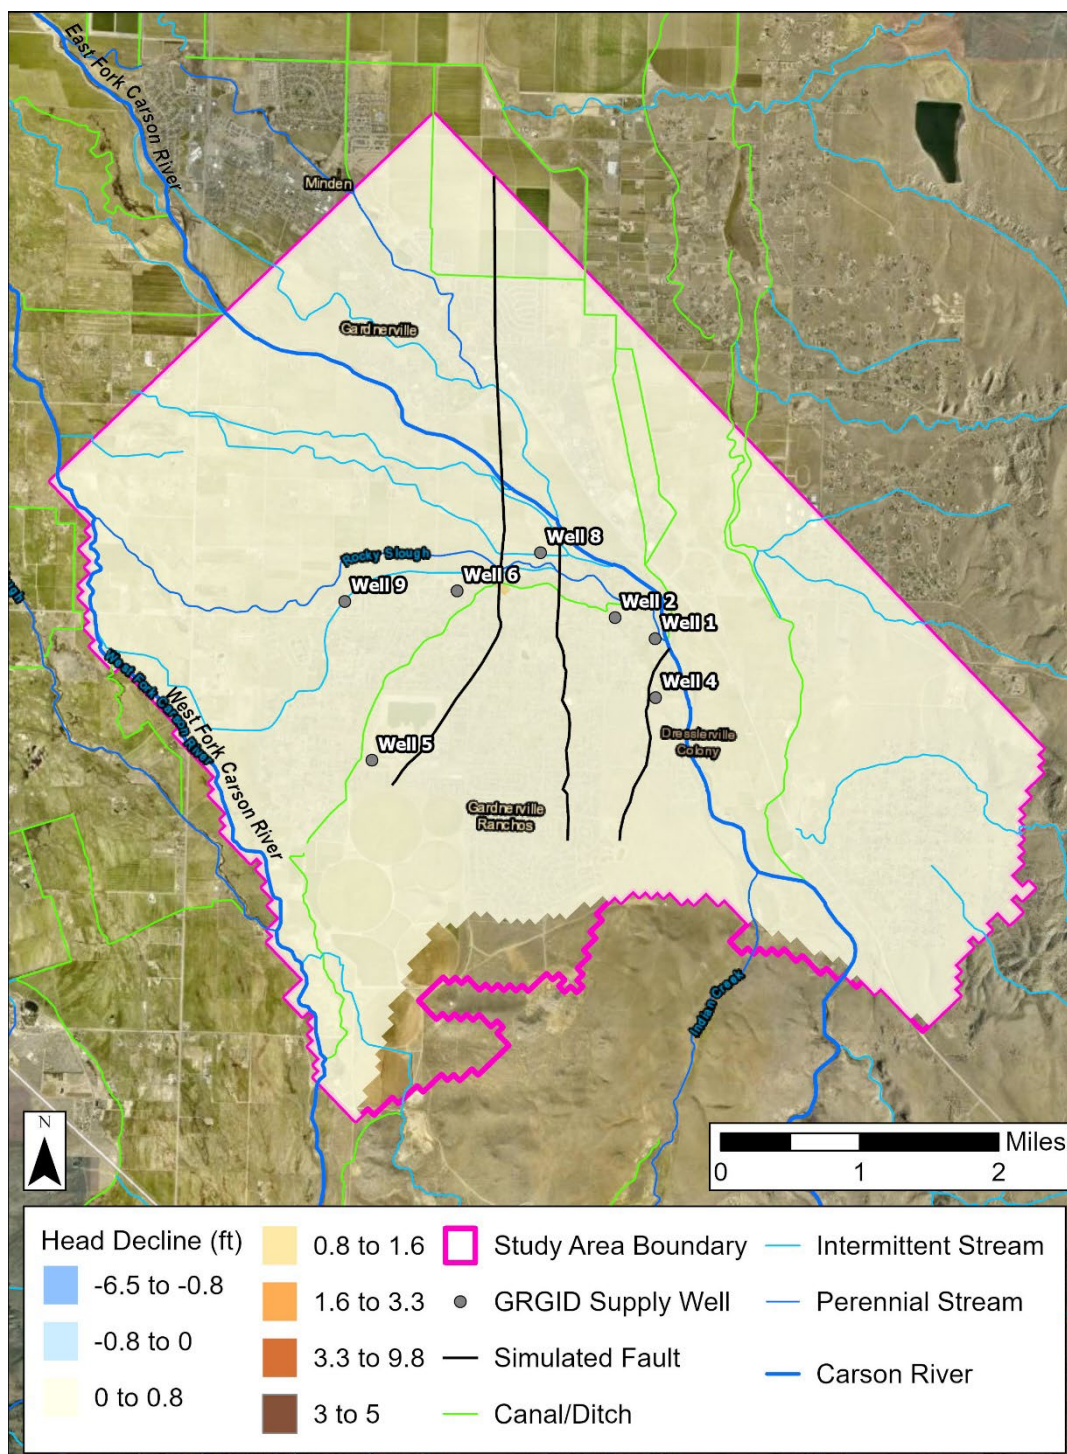 East Fork Carson River
Minden
Gardnerville
Rocky Slough
Well 8
Well 6
Well 9
Well 2
Well 1
Well 4
Well 5
Dresslerville
Colony
Gardnerville
Ranchos
West Fork Carson River
West Fork Carson River
Indian Creek
N
Miles
0
1
2
Head Decline (ft)
-6.5 to -0.8
-0.8 to 0
0 to 0.8
0.8 to 1.6
1.6 to 3.3
3.3 to 9.8
3 to 5
Study Area Boundary
GRGID Supply Well
Simulated Fault
Canal/Ditch
Intermittent Stream
Perennial Stream
Carson River